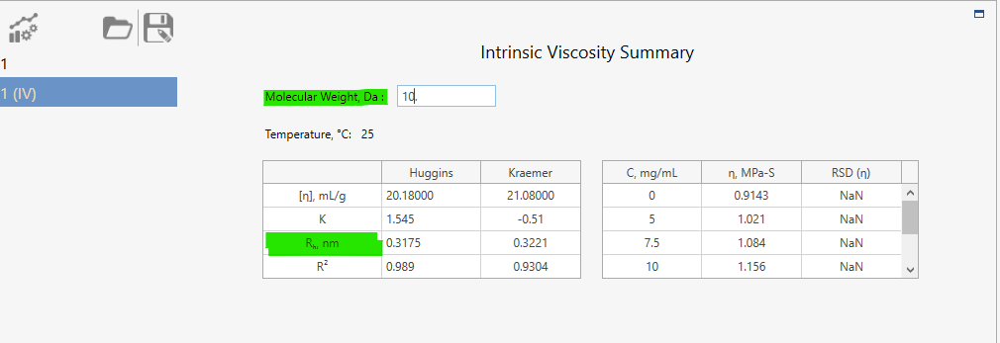 Intrinsic Viscosity Summary
1
1 (IV)
Molecular Weight, Da :
10.
Temperature, °C: 25
Huggins Kraemer
[η], mL/g 20.18000 21.08000
K 1.545 -0.51
Rₕ, nm 0.3175 0.3221
R² 0.989 0.9304
C, mg/mL η, MPa-S RSD (η)
0 0.9143 NaN
5 1.021 NaN
7.5 1.084 NaN
10 1.156 NaN